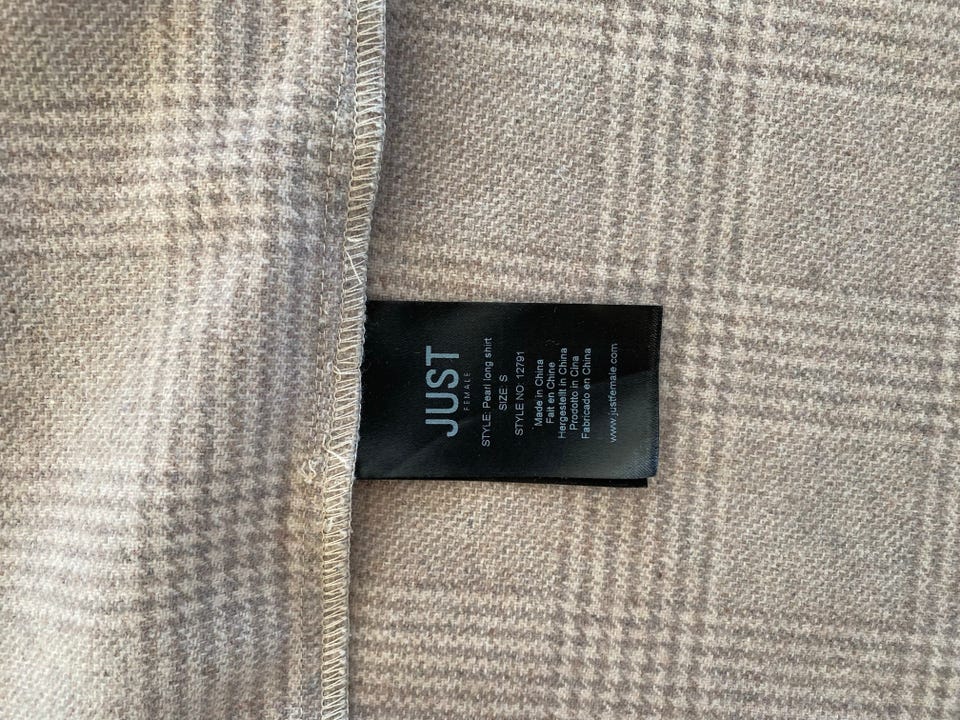 JUST
FEMALE
STYLE: Pearl long shirt
SIZE: S
STYLE NO: 12791
Made in China
Fait en Chine
Hergestellt in China
Prodotto in Cina
Fabricado en China
www.justfemale.com